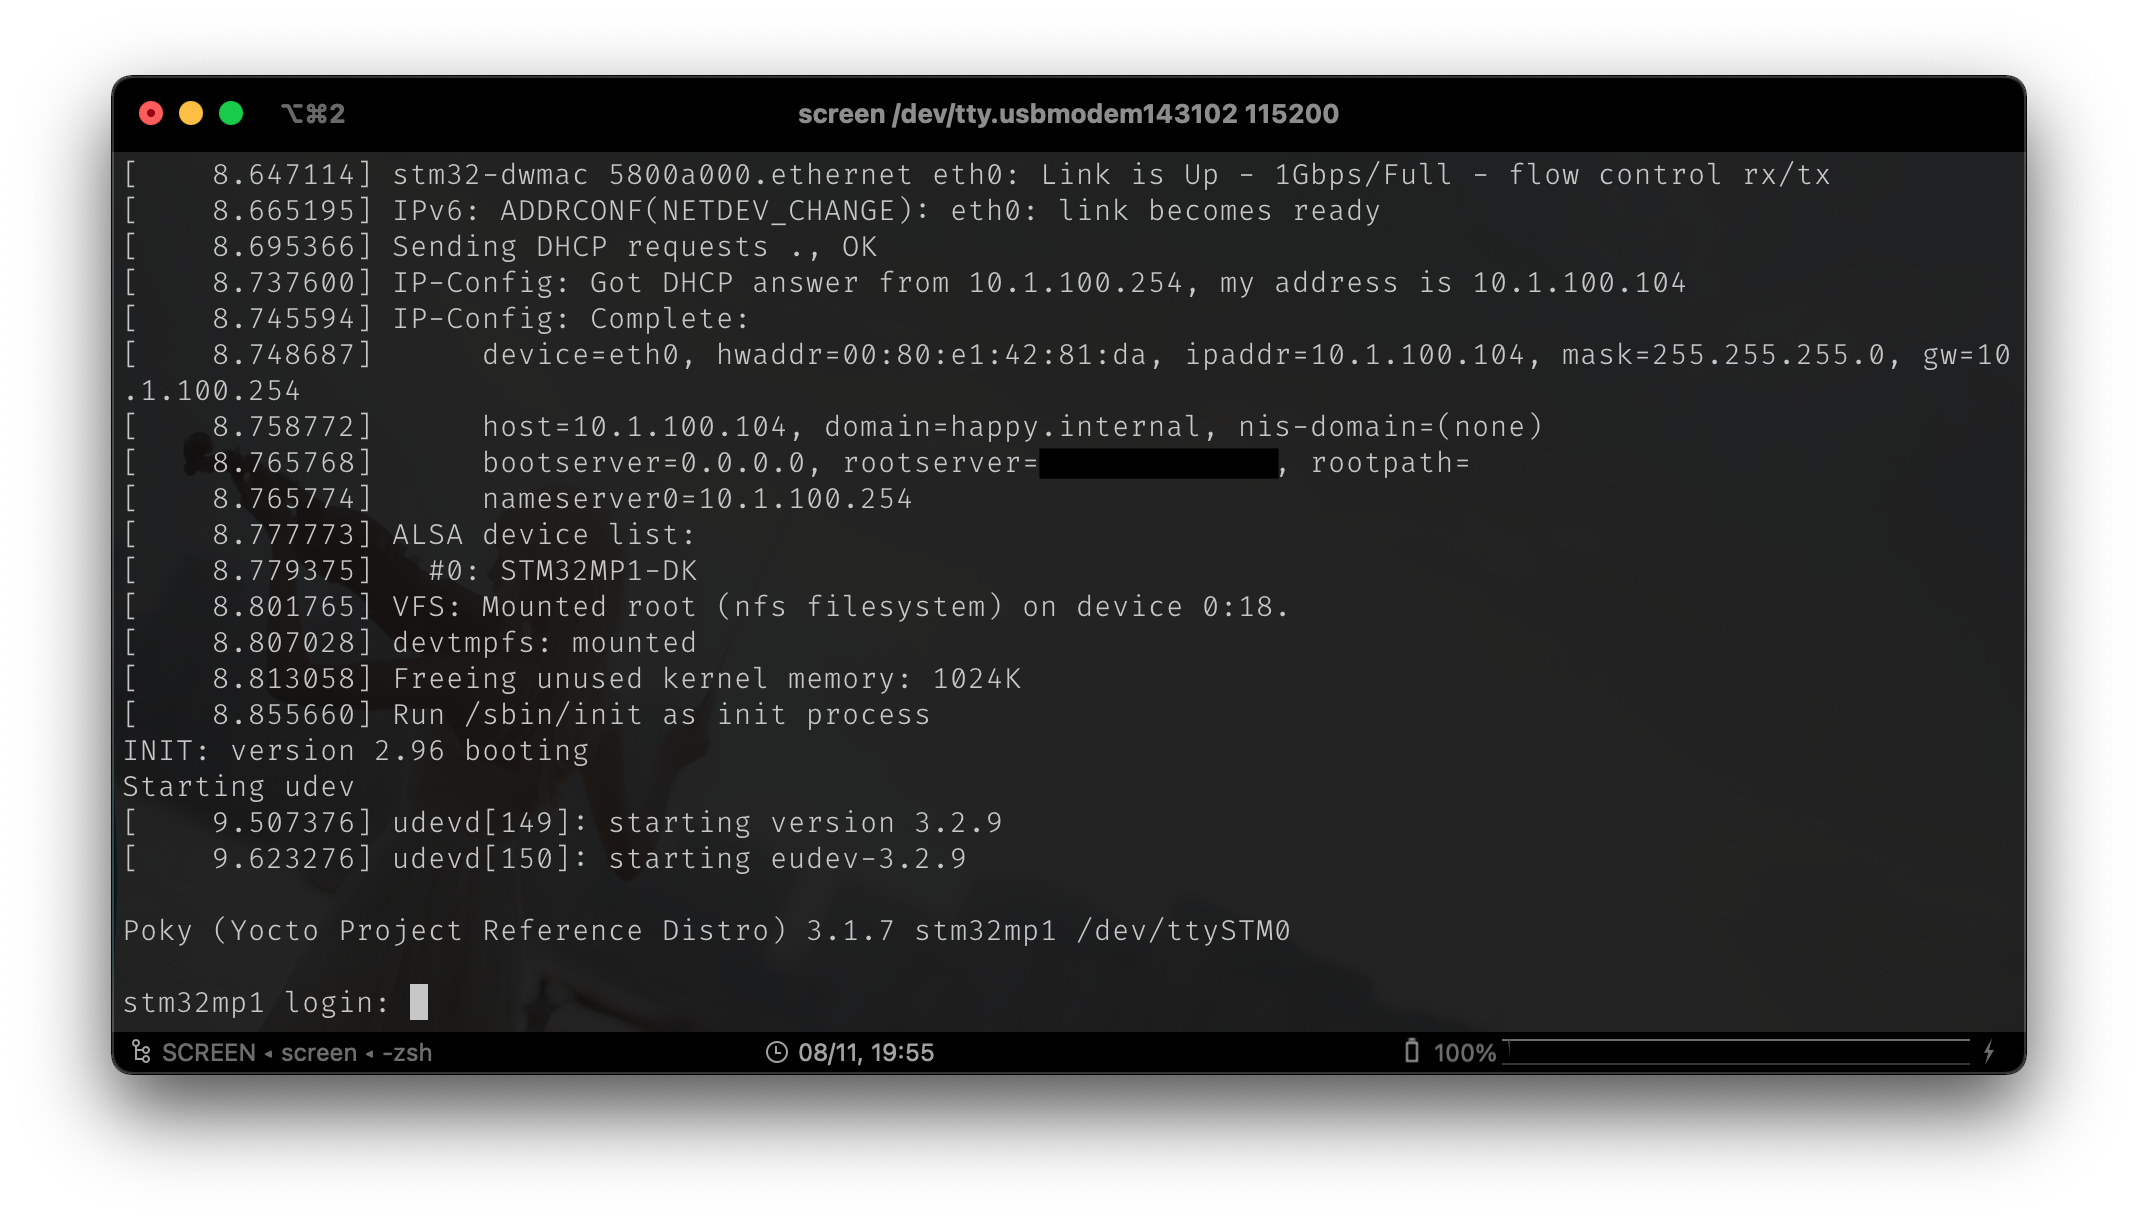 ⌥⌘2
screen /dev/tty.usbmodem143102 115200
[    8.647114] stm32-dwmac 5800a000.ethernet eth0: Link is Up - 1Gbps/Full - flow control rx/tx
[    8.665195] IPv6: ADDRCONF(NETDEV_CHANGE): eth0: link becomes ready
[    8.695366] Sending DHCP requests ., OK
[    8.737600] IP-Config: Got DHCP answer from 10.1.100.254, my address is 10.1.100.104
[    8.745594] IP-Config: Complete:
[    8.748687]      device=eth0, hwaddr=00:80:e1:42:81:da, ipaddr=10.1.100.104, mask=255.255.255.0, gw=10
.1.100.254
[    8.758772]      host=10.1.100.104, domain=happy.internal, nis-domain=(none)
[    8.765768]      bootserver=0.0.0.0, rootserver=, rootpath=
[    8.765774]      nameserver0=10.1.100.254
[    8.777773] ALSA device list:
[    8.779375]   #0: STM32MP1-DK
[    8.801765] VFS: Mounted root (nfs filesystem) on device 0:18.
[    8.807028] devtmpfs: mounted
[    8.813058] Freeing unused kernel memory: 1024K
[    8.855660] Run /sbin/init as init process
INIT: version 2.96 booting
Starting udev
[    9.507376] udevd[149]: starting version 3.2.9
[    9.623276] udevd[150]: starting eudev-3.2.9
Poky (Yocto Project Reference Distro) 3.1.7 stm32mp1 /dev/ttySTM0
stm32mp1 login:
SCREEN ◂ screen ◂ -zsh
08/11, 19:55
100%